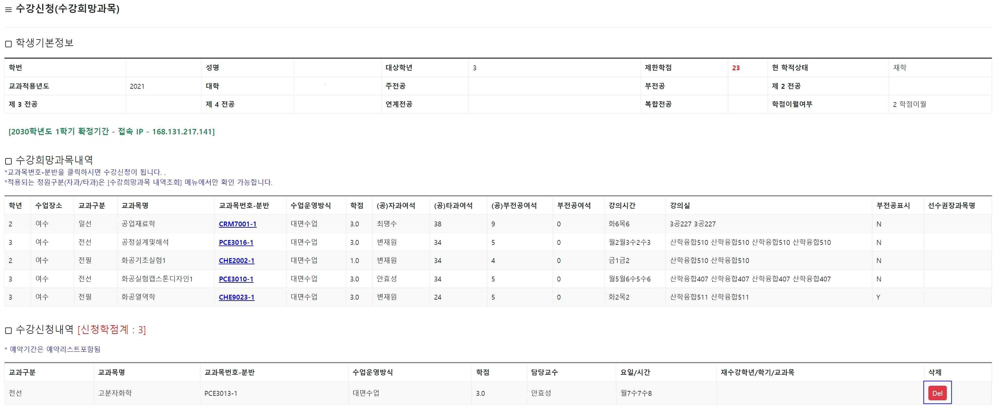 수강신청(수강희망과목)
학생기본정보
학번 성명 대상학년 3 제한학점 23 현 학적상태 재학
교과적용년도 2021 대학 주전공 부전공 제 2 전공
제 3 전공 제 4 전공 연계전공 복합전공 학점이월여부 2 학점이월
[2030학년도 1학기 확정기간 - 접속 IP - 168.131.217.141]
수강희망과목내역
*교과목번호-분반을 클릭하시면 수강신청이 됩니다. .
*적용되는 정원구분(자과/타과)은 [수강희망과목 내역조회] 메뉴에서만 확인 가능합니다.
학년 수업장소 교과구분 교과목명 교과목번호-분반 수업운영방식 학점 (공)자과여석 (공)타과여석 (공)부전공여석 부전공여석 강의시간 강의실 부전공표시 선수권장과목명
2 여수 일선 공업재료학 CRM7001-1 대면수업 3.0 최명수 38 9 0 화6목6 3공227 3공227 N
3 여수 전선 공정설계및해석 PCE3016-1 대면수업 3.0 변재원 34 5 0 월2월3수2수3 산학융합510 산학융합510 산학융합510 산학융합510 N
2 여수 전필 화공기초실험1 CHE2002-1 대면수업 1.0 변재원 34 4 0 금1금2 산학융합510 산학융합510 N
3 여수 전선 화공실험캡스톤디자인1 PCE3010-1 대면수업 3.0 안효성 34 5 0 월5월6수5수6 산학융합407 산학융합407 산학융합407 산학융합407 N
3 여수 전필 화공열역학 CHE9023-1 대면수업 3.0 변재원 24 5 0 화2목2 산학융합511 산학융합511 Y
수강신청내역 [신청학점계 : 3]
* 예약기간은 예약리스트포함됨
교과구분 교과목명 교과목번호-분반 수업운영방식 학점 담당교수 요일/시간 재수강학년/학기/교과목 삭제
전선 고분자화학 PCE3013-1 대면수업 3.0 안효성 월7수7수8 Del